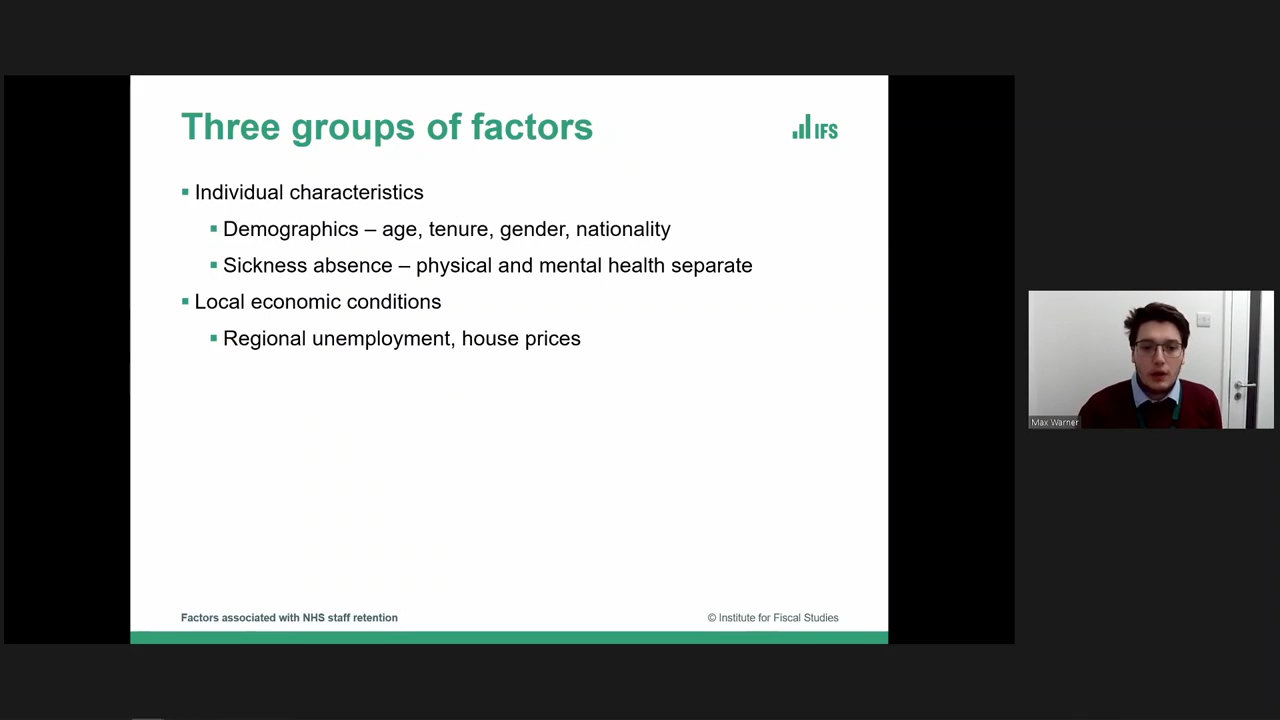 Three groups of factors
IFS
Individual characteristics
Demographics – age, tenure, gender, nationality
Sickness absence – physical and mental health separate
Local economic conditions
Regional unemployment, house prices
Factors associated with NHS staff retention
© Institute for Fiscal Studies
Max Warner